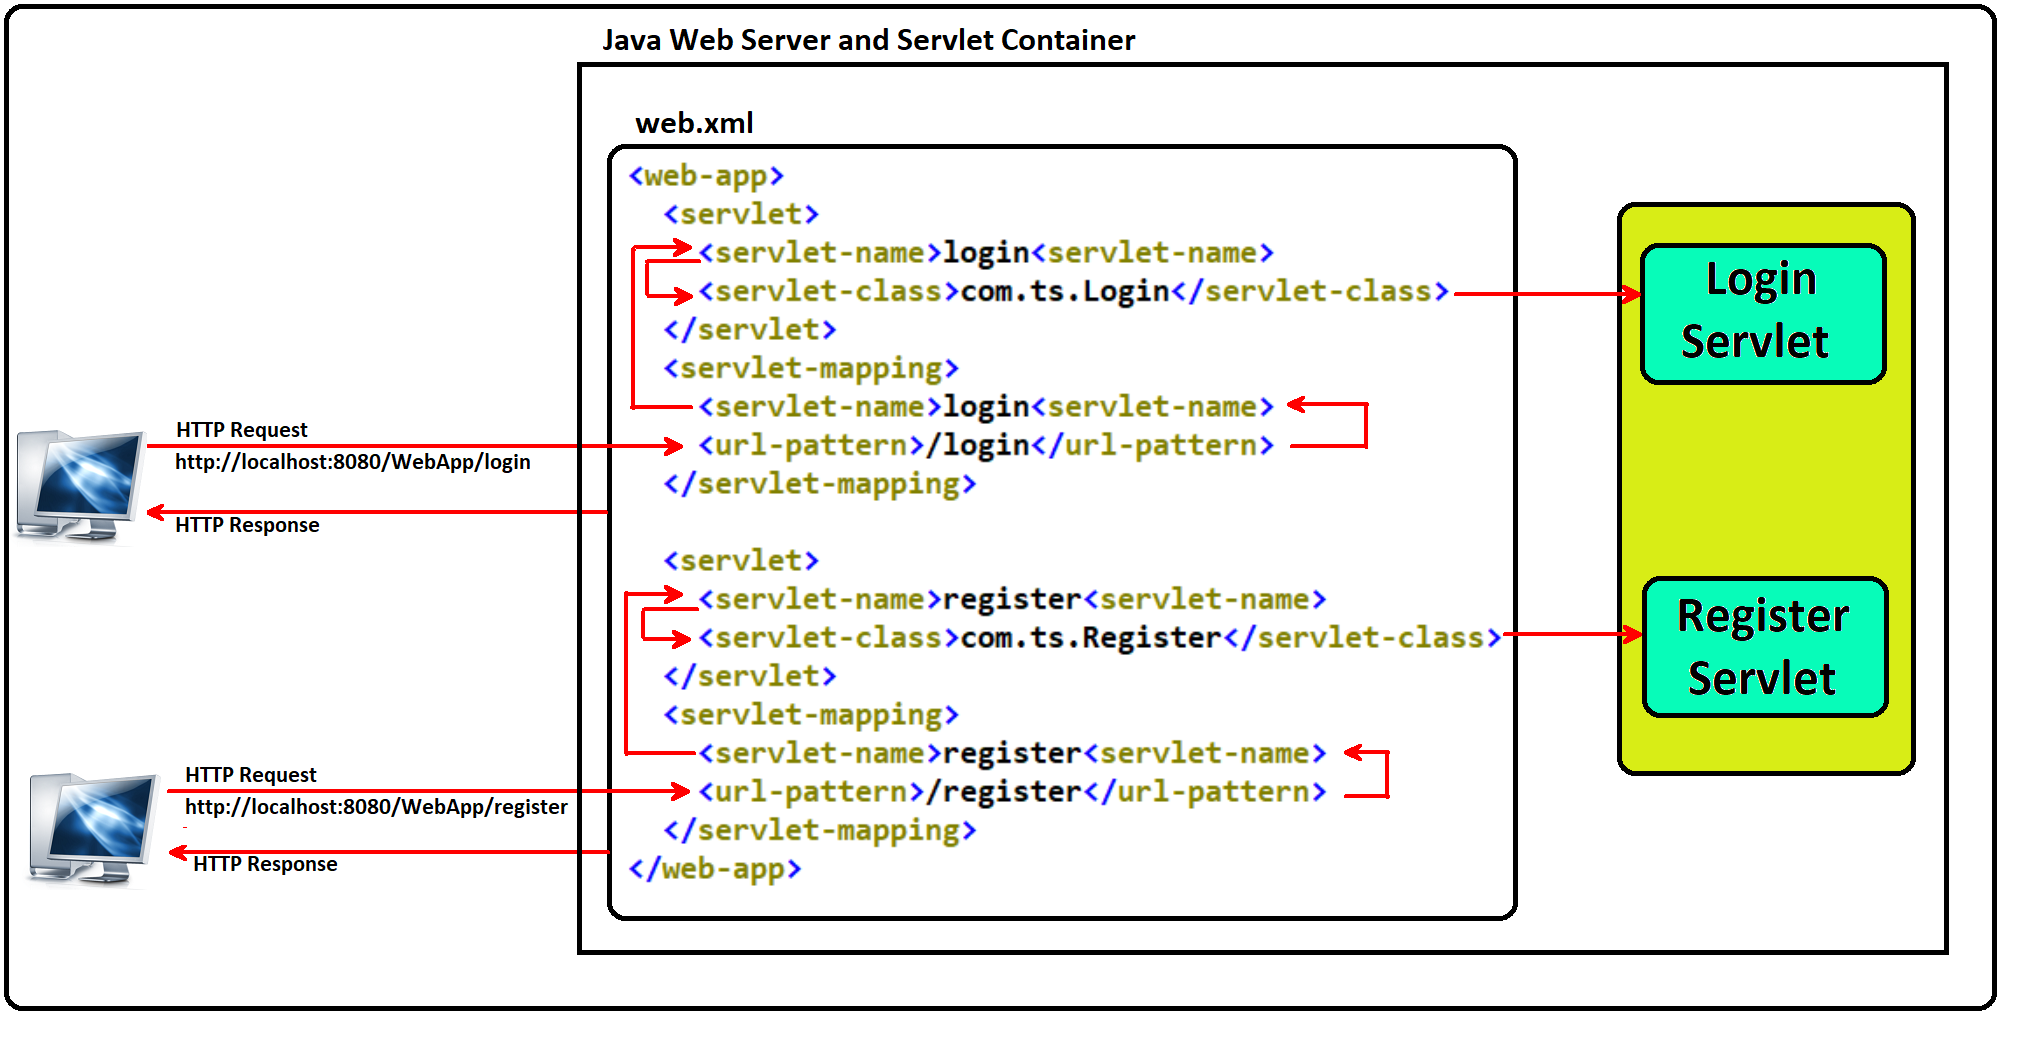 Java Web Server and Servlet Container
web.xml
<web-app>
<servlet>
<servlet-name>login<servlet-name>
<servlet-class>com.ts.Login</servlet-class>
</servlet>
<servlet-mapping>
<servlet-name>login<servlet-name>
<url-pattern>/login</url-pattern>
</servlet-mapping>
<servlet>
<servlet-name>register<servlet-name>
<servlet-class>com.ts.Register</servlet-class>
</servlet>
<servlet-mapping>
<servlet-name>register<servlet-name>
<url-pattern>/register</url-pattern>
</servlet-mapping>
</web-app>
HTTP Request
http://localhost:8080/WebApp/login
HTTP Response
HTTP Request
http://localhost:8080/WebApp/register
HTTP Response
Login
Servlet
Register
Servlet